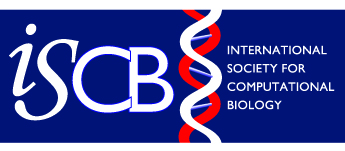 iSCB
INTERNATIONAL
SOCIETY FOR
COMPUTATIONAL
BIOLOGY